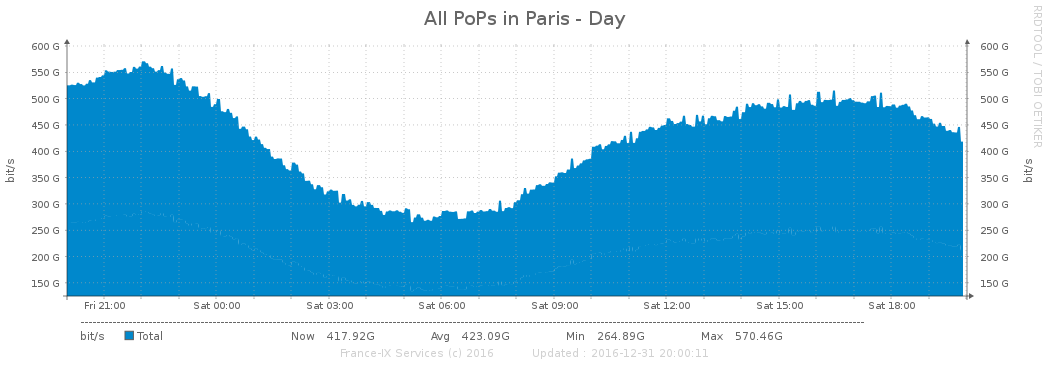 All PoPs in Paris - Day
600 G 600 G
550 G 550 G
500 G 500 G
450 G 450 G
400 G 400 G
350 G 350 G
300 G 300 G
250 G 250 G
200 G 200 G
150 G 150 G
bit/s
bit/s
RRDTOOL / TOBI OETIKER
Fri 21:00 Sat 00:00 Sat 03:00 Sat 06:00 Sat 09:00 Sat 12:00 Sat 15:00 Sat 18:00
bit/s Total Now 417.92G Avg 423.09G Min 264.89G Max 570.46G
France-IX Services (c) 2016 Updated : 2016-12-31 20:00:11